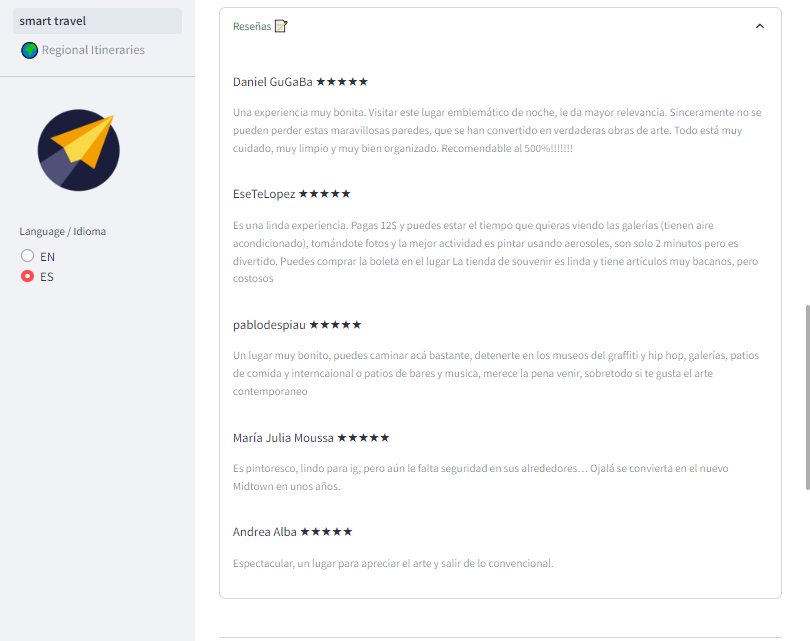 smart travel
Regional Itineraries
Language / Idioma
EN
ES
Reseñas
Daniel GuGaBa ★★★★★
Una experiencia muy bonita. Visitar este lugar emblemático de noche, le da mayor relevancia. Sinceramente no se
pueden perder estas maravillosas paredes, que se han convertido en verdaderas obras de arte. Todo está muy
cuidado, muy limpio y muy bien organizado. Recomendable al 500%!!!!!!!
EseTeLopez ★★★★★
Es una linda experiencia. Pagas 12$ y puedes estar el tiempo que quieras viendo las galerías (tienen aire
acondicionado), tomándote fotos y la mejor actividad es pintar usando aerosoles, son solo 2 minutos pero es
divertido. Puedes comprar la boleta en el lugar La tienda de souvenir es linda y tiene artículos muy bacanos, pero
costosos
pablodespiau ★★★★★
Un lugar muy bonito, puedes caminar acá bastante, detenerte en los museos del graffiti y hip hop, galerías, patios
de comida y interncaional o patios de bares y musica, merece la pena venir, sobretodo si te gusta el arte
contemporaneo
María Julia Moussa ★★★★★
Es pintoresco, lindo para ig, pero aún le falta seguridad en sus alrededores… Ojalá se convierta en el nuevo
Midtown en unos años.
Andrea Alba ★★★★★
Espectacular, un lugar para apreciar el arte y salir de lo convencional.